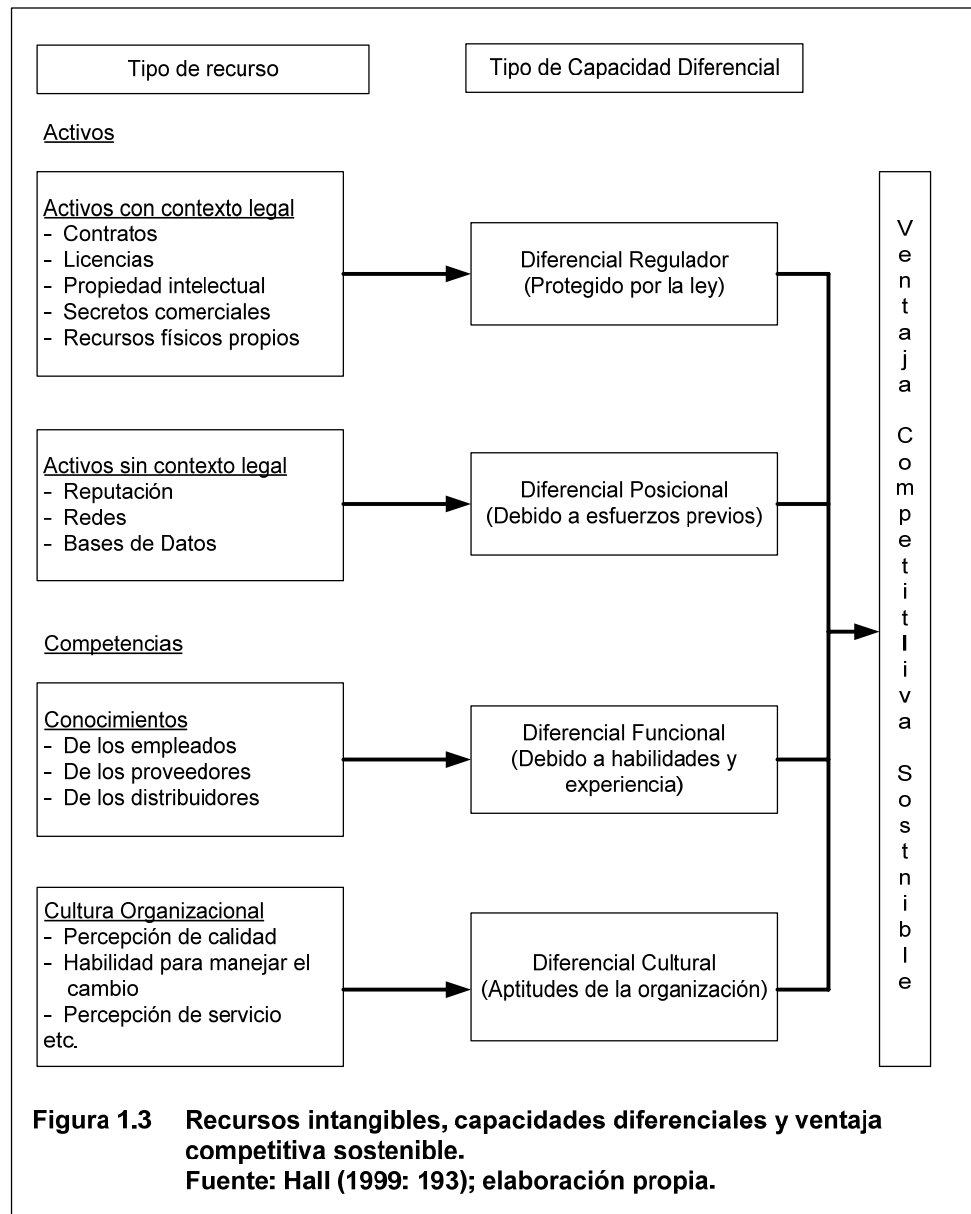 Tipo de recurso
Tipo de Capacidad Diferencial
Activos
Activos con contexto legal
- Contratos
- Licencias
- Propiedad intelectual
- Secretos comerciales
- Recursos físicos propios
Diferencial Regulador
(Protegido por la ley)
Activos sin contexto legal
- Reputación
- Redes
- Bases de Datos
Diferencial Posicional
(Debido a esfuerzos previos)
Competencias
Conocimientos
- De los empleados
- De los proveedores
- De los distribuidores
Diferencial Funcional
(Debido a habilidades y
experiencia)
Cultura Organizacional
- Percepción de calidad
- Habilidad para manejar el
cambio
- Percepción de servicio
etc.
Diferencial Cultural
(Aptitudes de la organización)
Ventaja CompetitIiva Sostnible
Figura 1.3 Recursos intangibles, capacidades diferenciales y ventaja
competitiva sostenible.
Fuente: Hall (1999: 193); elaboración propia.